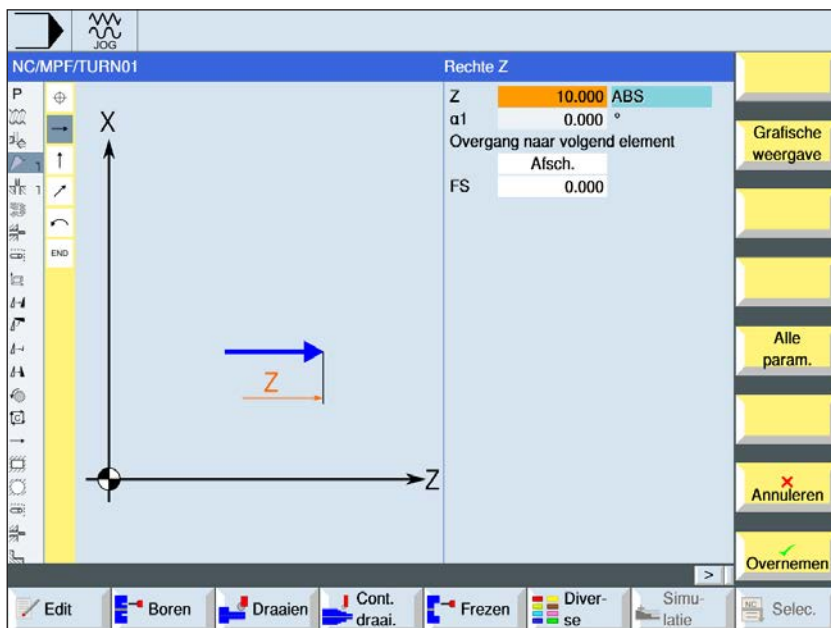 JOG
NC/MPF/TURN01
Rechte Z
P
X
Z
Z
END
Z 10.000 ABS
α1 0.000 °
Overgang naar volgend element
Afsch.
FS 0.000
Grafische
weergave
Alle
param.
Annuleren
Overnemen
>
Edit
Boren
Draaien
Cont.
draai.
Frezen
Diver-
se
Simu-
latie
NC
Selec.